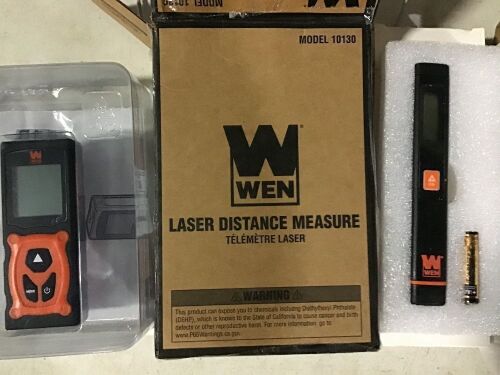 MODEL 10130
MODEL 10130
W
WEN
LASER DISTANCE MEASURE
TÉLÉMÈTRE LASER
WARNING
This product can expose you to chemicals including Diethylhexyl Phthalate
(DEHP), which is known to the State of California to cause cancer and birth
defects or other reproductive harm. For more information, go to
www.P65Warnings.ca.gov.
W
WEN
W
WEN